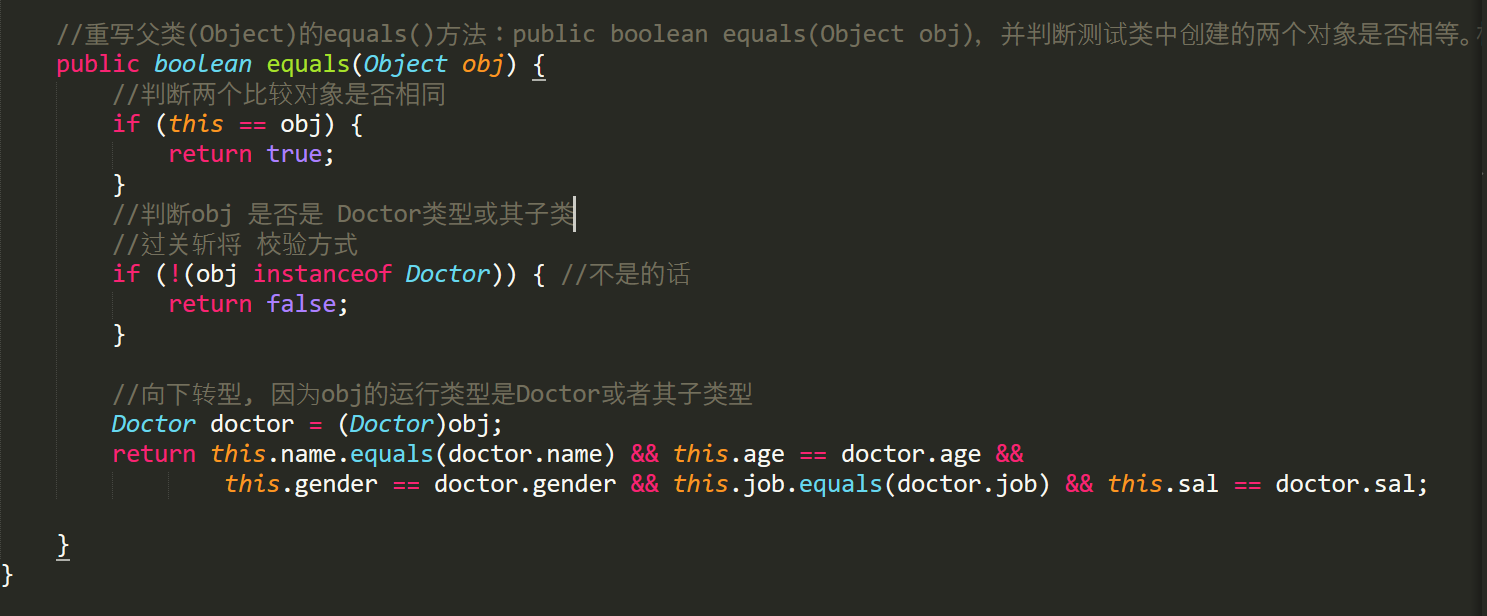 //重写父类(Object)的equals()方法：public boolean equals(Object obj), 并判断测试类中创建的两个对象是否相等。
public boolean equals(Object obj) {
//判断两个比较对象是否相同
if (this == obj) {
return true;
}
//判断obj 是否是 Doctor类型或其子类
//过关斩将 校验方式
if (!(obj instanceof Doctor)) { //不是的话
return false;
}
//向下转型, 因为obj的运行类型是Doctor或者其子类型
Doctor doctor = (Doctor)obj;
return this.name.equals(doctor.name) && this.age == doctor.age &&
this.gender == doctor.gender && this.job.equals(doctor.job) && this.sal == doctor.sal;
}
}